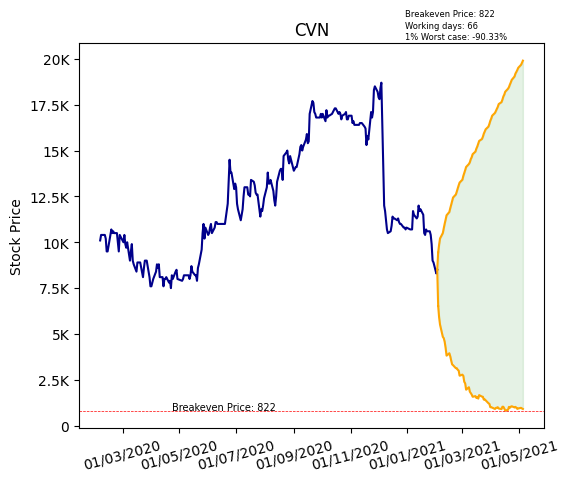 Breakeven Price: 822
Working days: 66
1% Worst case: -90.33%
CVN
Stock Price
20K
17.5K
15K
12.5K
10K
7.5K
5K
2.5K
0
Breakeven Price: 822
01/03/2020
01/05/2020
01/07/2020
01/09/2020
01/11/2020
01/01/2021
01/03/2021
01/05/2021